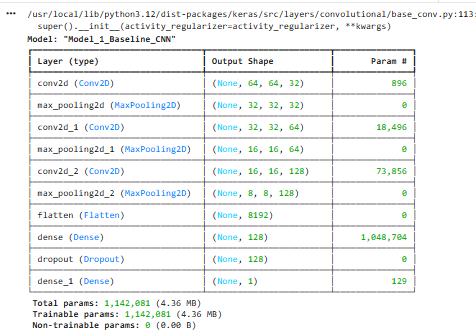 /usr/local/lib/python3.12/dist-packages/keras/src/layers/convolutional/base_conv.py:113:
super().__init__(activity_regularizer=activity_regularizer, **kwargs)
Model: "Model_1_Baseline_CNN"
Layer (type) Output Shape Param #
conv2d (Conv2D) (None, 64, 64, 32) 896
max_pooling2d (MaxPooling2D) (None, 32, 32, 32) 0
conv2d_1 (Conv2D) (None, 32, 32, 64) 18,496
max_pooling2d_1 (MaxPooling2D) (None, 16, 16, 64) 0
conv2d_2 (Conv2D) (None, 16, 16, 128) 73,856
max_pooling2d_2 (MaxPooling2D) (None, 8, 8, 128) 0
flatten (Flatten) (None, 8192) 0
dense (Dense) (None, 128) 1,048,704
dropout (Dropout) (None, 128) 0
dense_1 (Dense) (None, 1) 129
Total params: 1,142,081 (4.36 MB)
Trainable params: 1,142,081 (4.36 MB)
Non-trainable params: 0 (0.00 B)